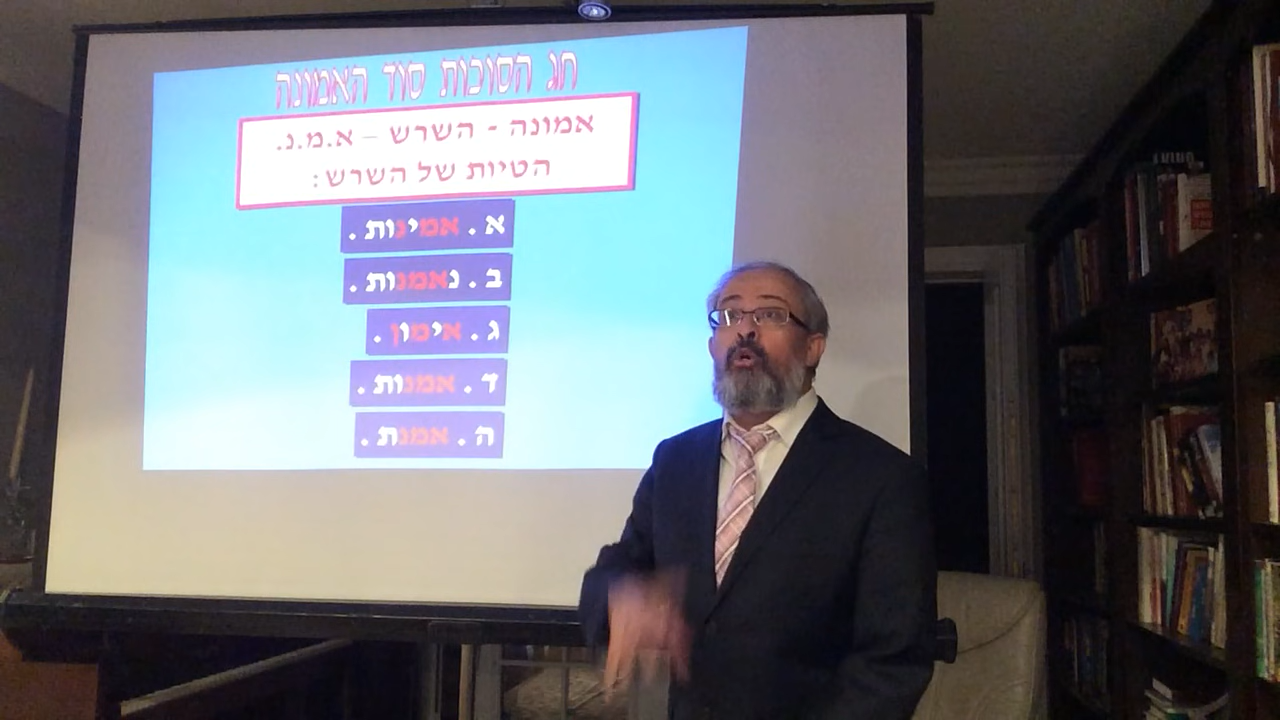 חג הסוכות סוד האמונה
אמונה - השרש – א.מ.נ.
הטיות של השרש:
א . אמינות .
ב . נאמנות .
ג . אימון .
ד . אמנות .
ה . אמנת .